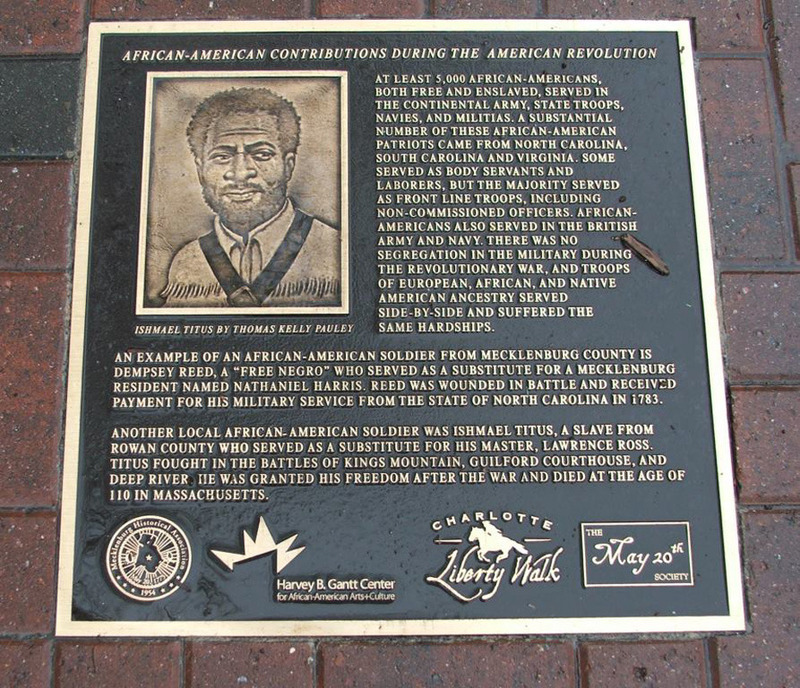 AFRICAN-AMERICAN CONTRIBUTIONS DURING THE AMERICAN REVOLUTION
AT LEAST 5,000 AFRICAN-AMERICANS,
BOTH FREE AND ENSLAVED, SERVED IN
THE CONTINENTAL ARMY, STATE TROOPS,
NAVIES, AND MILITIAS. A SUBSTANTIAL
NUMBER OF THESE AFRICAN-AMERICAN
PATRIOTS CAME FROM NORTH CAROLINA,
SOUTH CAROLINA AND VIRGINIA. SOME
SERVED AS BODY SERVANTS AND
LABORERS, BUT THE MAJORITY SERVED
AS FRONT LINE TROOPS, INCLUDING
NON-COMMISSIONED OFFICERS. AFRICAN-
AMERICANS ALSO SERVED IN THE BRITISH
ARMY AND NAVY. THERE WAS NO
SEGREGATION IN THE MILITARY DURING
THE REVOLUTIONARY WAR, AND TROOPS
OF EUROPEAN, AFRICAN, AND NATIVE
AMERICAN ANCESTRY SERVED
SIDE-BY-SIDE AND SUFFERED THE
SAME HARDSHIPS.
ISHMAEL TITUS BY THOMAS KELLY PAULEY
AN EXAMPLE OF AN AFRICAN-AMERICAN SOLDIER FROM MECKLENBURG COUNTY IS
DEMPSEY REED, A "FREE NEGRO" WHO SERVED AS A SUBSTITUTE FOR A MECKLENBURG
RESIDENT NAMED NATHANIEL HARRIS. REED WAS WOUNDED IN BATTLE AND RECEIVED
PAYMENT FOR HIS MILITARY SERVICE FROM THE STATE OF NORTH CAROLINA IN 1783.
ANOTHER LOCAL AFRICAN-AMERICAN SOLDIER WAS ISHMAEL TITUS, A SLAVE FROM
ROWAN COUNTY WHO SERVED AS A SUBSTITUTE FOR HIS MASTER, LAWRENCE ROSS.
TITUS FOUGHT IN THE BATTLES OF KINGS MOUNTAIN, GUILFORD COURTHOUSE, AND
DEEP RIVER. HE WAS GRANTED HIS FREEDOM AFTER THE WAR AND DIED AT THE AGE OF
110 IN MASSACHUSETTS.
Mecklenburg Historical Association
1954
Harvey B. Gantt Center
for African-American Arts+Culture
CHARLOTTE
Liberty Walk
THE
May 20th
SOCIETY